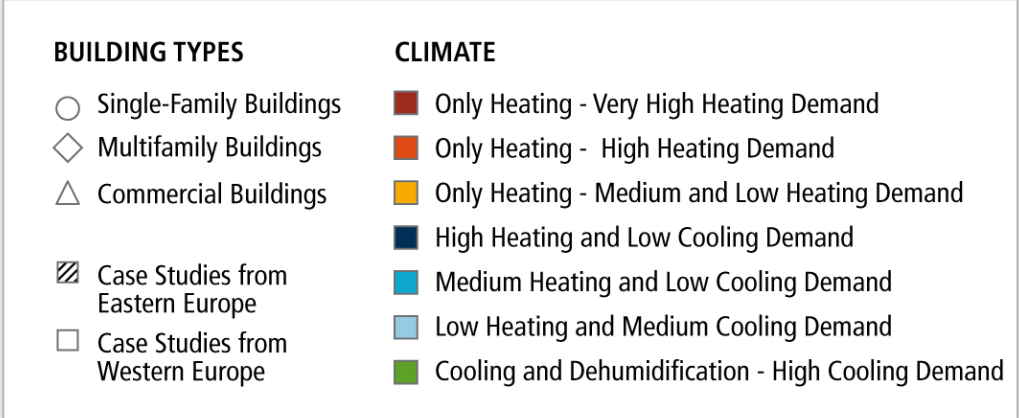 BUILDING TYPES
Single-Family Buildings
Multifamily Buildings
Commercial Buildings
Case Studies from
Eastern Europe
Case Studies from
Western Europe
CLIMATE
Only Heating - Very High Heating Demand
Only Heating -  High Heating Demand
Only Heating - Medium and Low Heating Demand
High Heating and Low Cooling Demand
Medium Heating and Low Cooling Demand
Low Heating and Medium Cooling Demand
Cooling and Dehumidification - High Cooling Demand